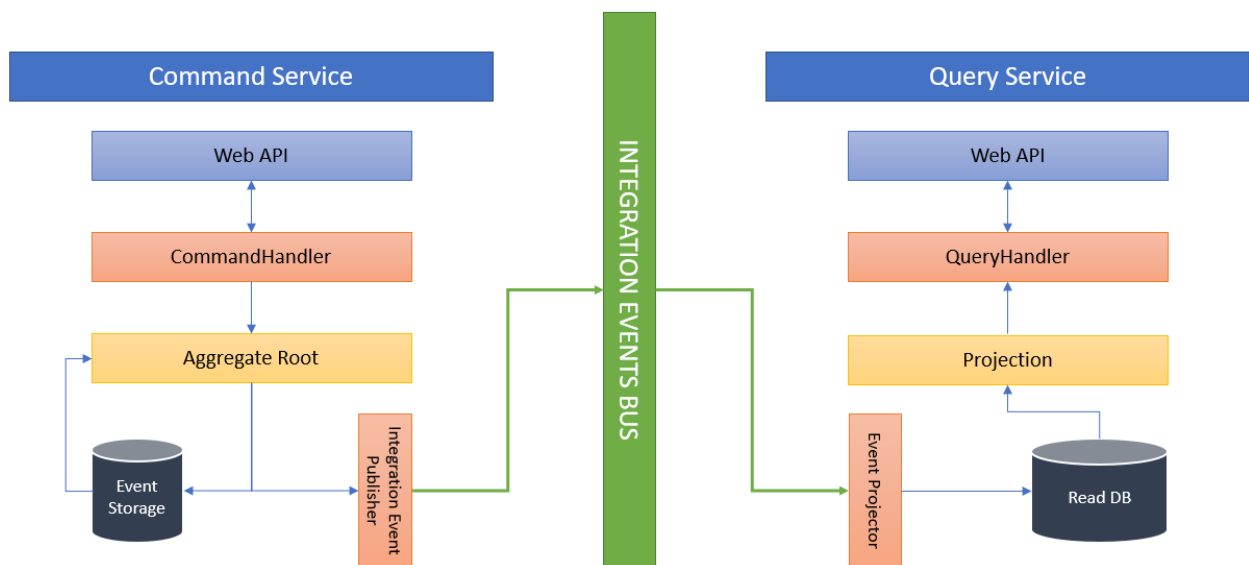 Command Service
Web API
CommandHandler
Aggregate Root
Event
Storage
Integration Event
Publisher
INTEGRATION EVENTS BUS
Query Service
Web API
QueryHandler
Projection
Event Projector
Read DB